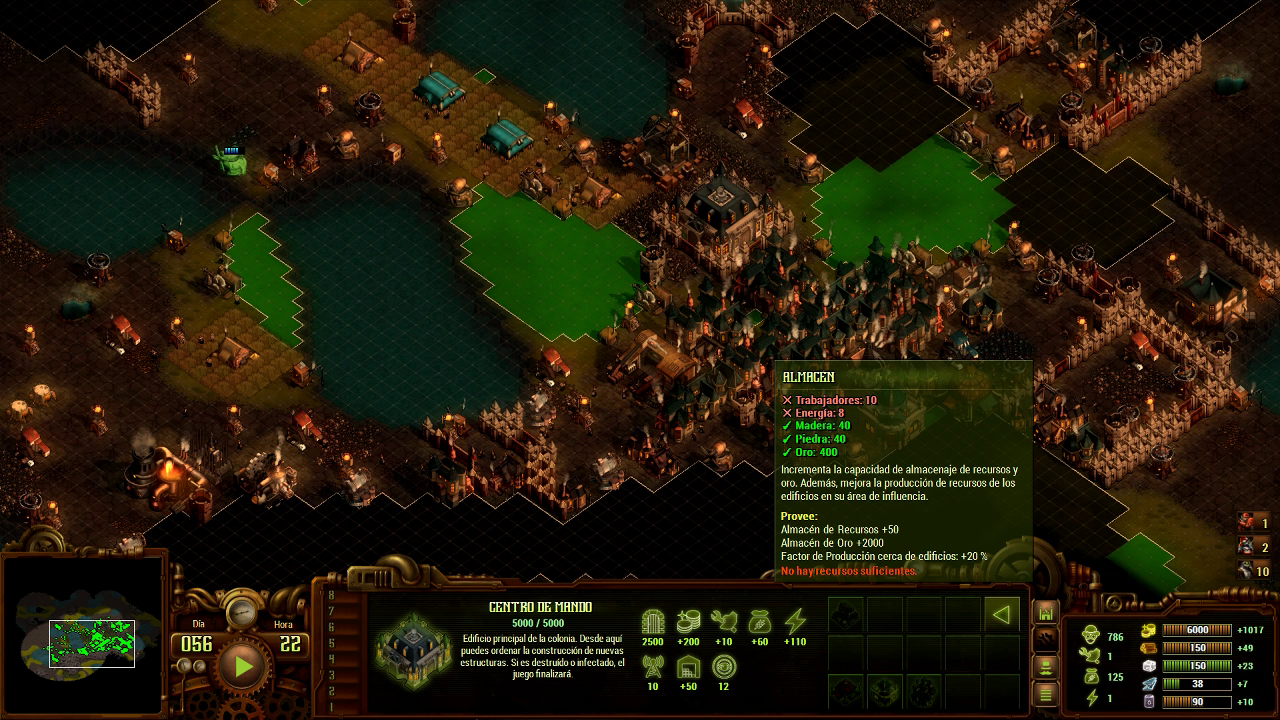 ALMACEN
Trabajadores: 10
Energía: 8
Madera: 40
Piedra: 40
Oro: 400
Incrementa la capacidad de almacenaje de recursos y
oro. Además, mejora la producción de recursos de los
edificios en su área de influencia.
Provee:
Almacén de Recursos +50
Almacén de Oro +2000
Factor de Producción cerca de edificios: +20 %
No hay recursos suficientes.
1
2
10
Día
Hora
056
22
8
7
6
5
4
3
2
1
CENTRO DE MANDO
5000 / 5000
Edificio principal de la colonia. Desde aquí
puedes ordenar la construcción de nuevas
estructuras. Si es destruido o infectado, el
juego finalizará.
2500 +200 +10 +60 +110
10 +50 12
786
1
125
1
6000 +1017
150 +49
150 +23
38 +7
90 +10